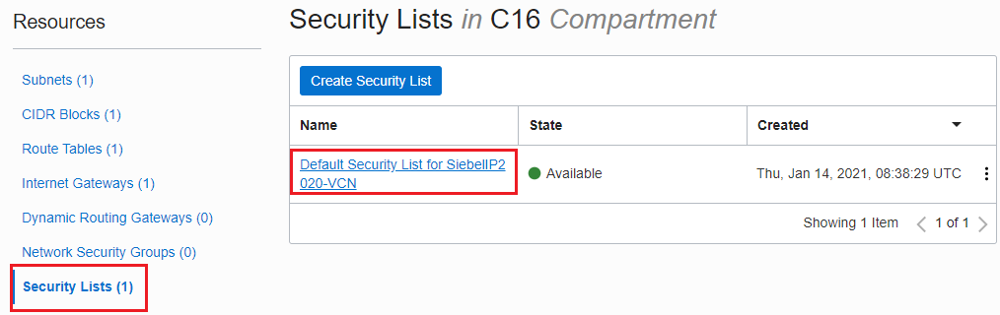 Resources
Subnets (1)
CIDR Blocks (1)
Route Tables (1)
Internet Gateways (1)
Dynamic Routing Gateways (0)
Network Security Groups (0)
Security Lists (1)
Security Lists in C16 Compartment
Create Security List
Name State Created
Default Security List for SiebelIP2
020-VCN
Available Thu, Jan 14, 2021, 08:38:29 UTC
Showing 1 Item 1 of 1